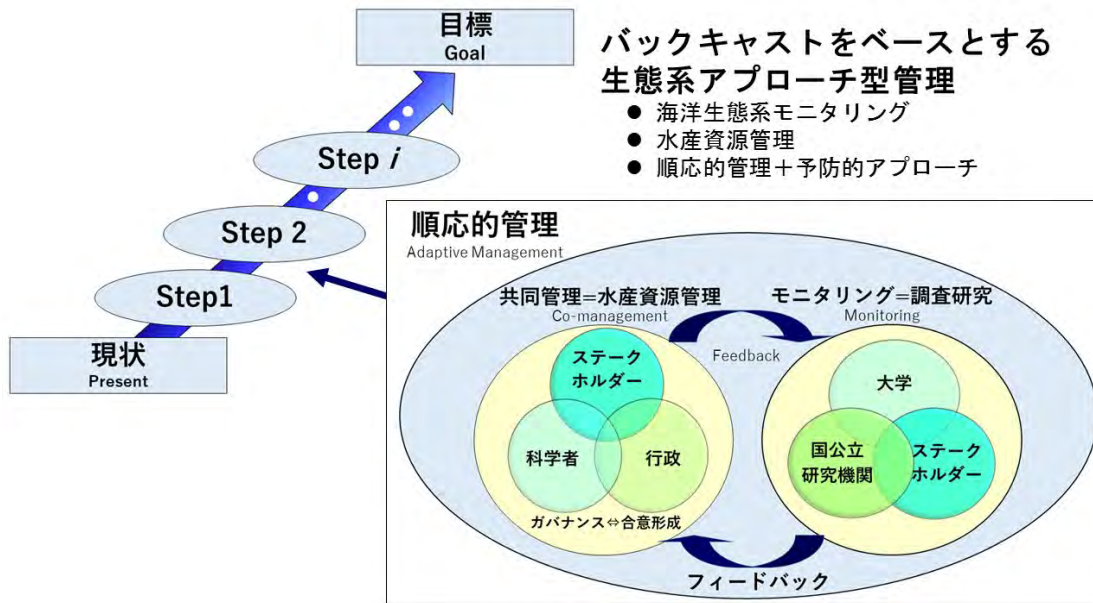 目標
Goal
バックキャストをベースとする
生態系アプローチ型管理
● 海洋生態系モニタリング
● 水産資源管理
● 順応的管理＋予防的アプローチ
Step i
Step 2
Step1
現状
Present
順応的管理
Adaptive Management
共同管理=水産資源管理
Co-management
モニタリング=調査研究
Monitoring
Feedback
ステーク
ホルダー
科学者
行政
ガバナンス⇔合意形成
大学
国公立
研究機関
ステーク
ホルダー
フィードバック